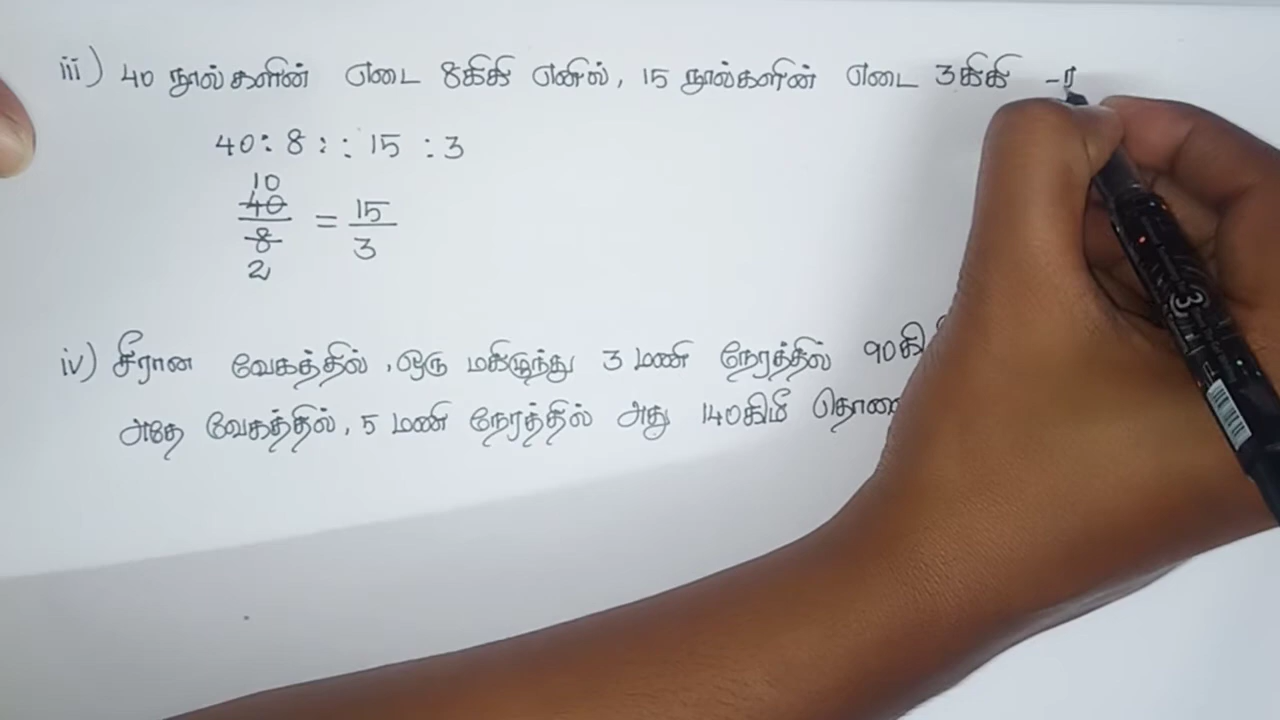 iii) 40 நூல்களின் எடை 8கிகி எனில், 15 நூல்களின் எடை 3கிகி -
40 : 8 : : 15 : 3
10
40 = 15
8 3
2
iv) சீரான வேகத்தில், ஒரு மகிழுந்து 3 மணி நேரத்தில் 90கி
அதே வேகத்தில், 5 மணி நேரத்தில் அது 140கிமீ
3